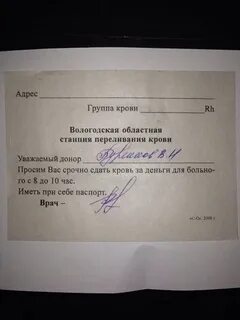 Адрес
Группа крови Rh
Вологодская областная
станция переливания крови
Уважаемый донор В.И
Просим Вас срочно сдать кровь за деньги для больно-
го с 8 до 10 час.
Иметь при себе паспорт.
Врач –